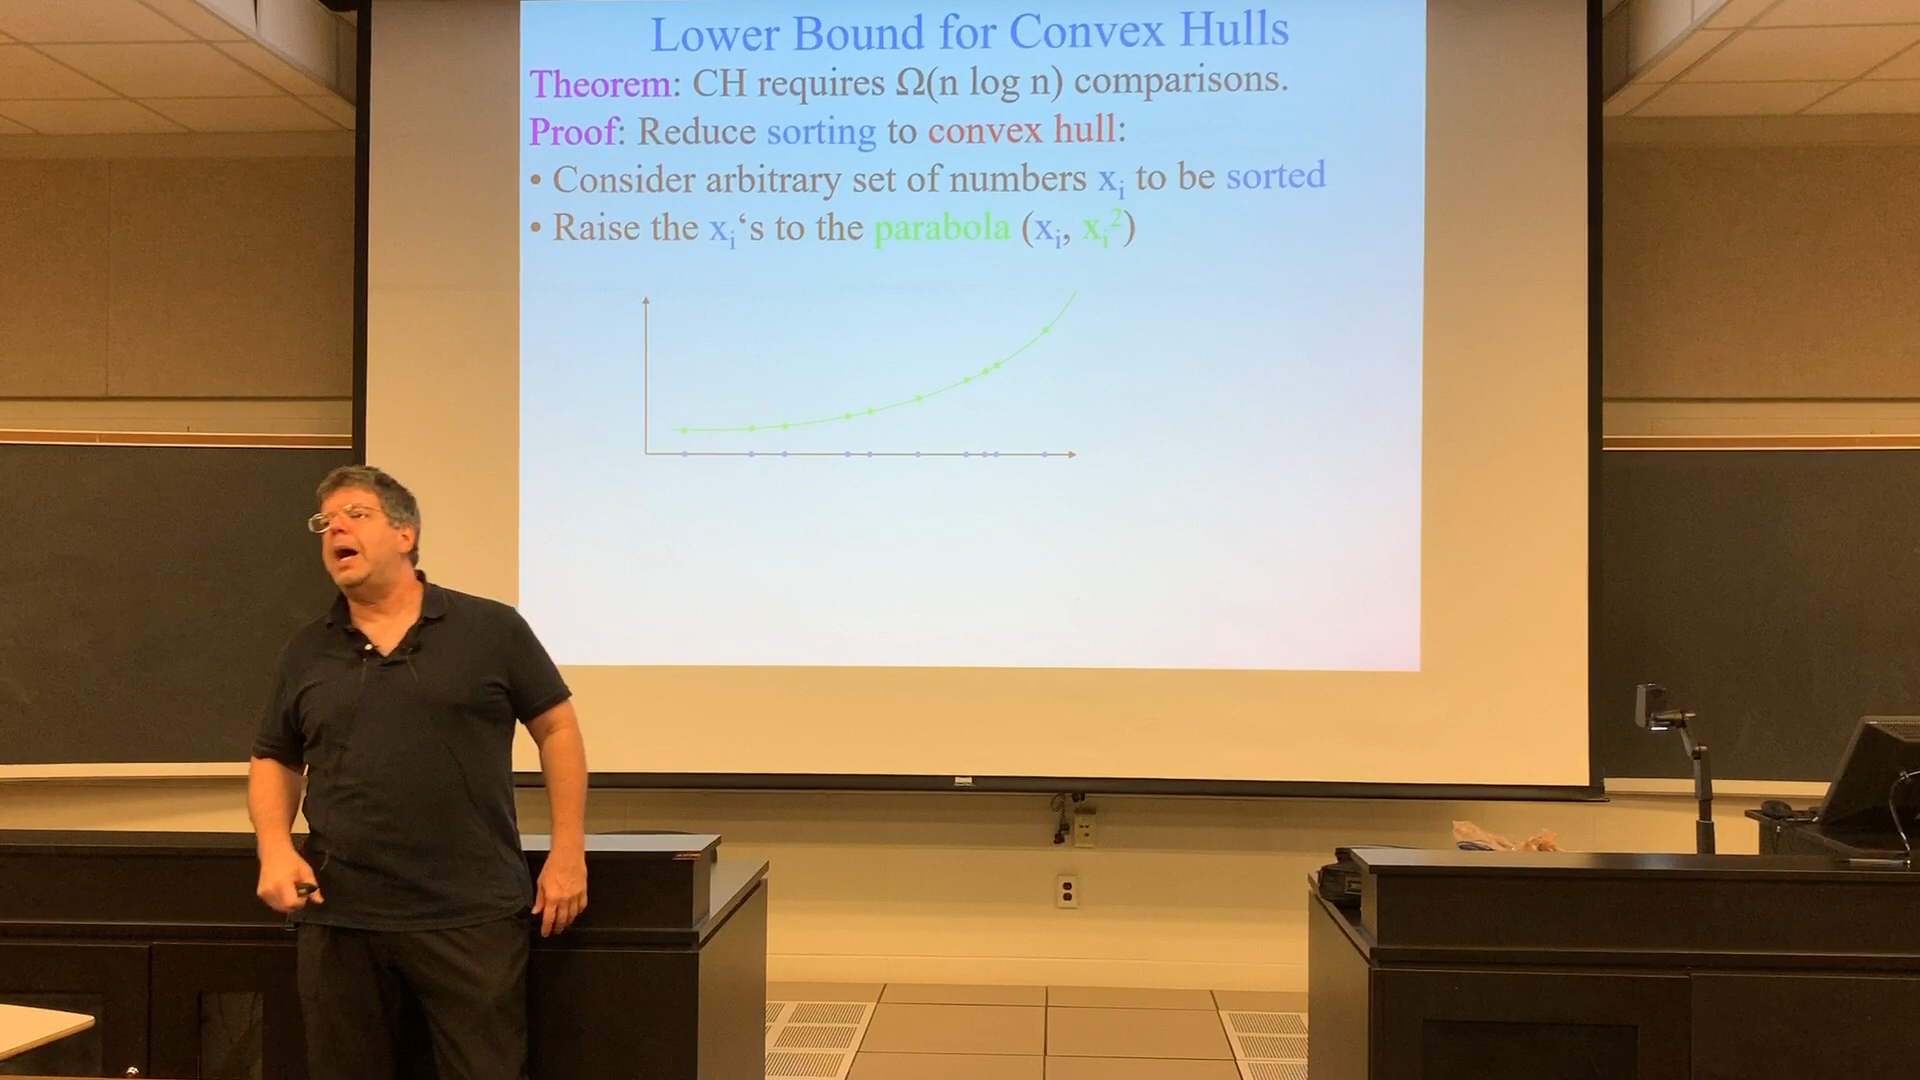 Lower Bound for Convex Hulls
Theorem: CH requires Ω(n log n) comparisons.
Proof: Reduce sorting to convex hull:
• Consider arbitrary set of numbers xᵢ to be sorted
• Raise the xᵢ‘s to the parabola (xᵢ, xᵢ²)